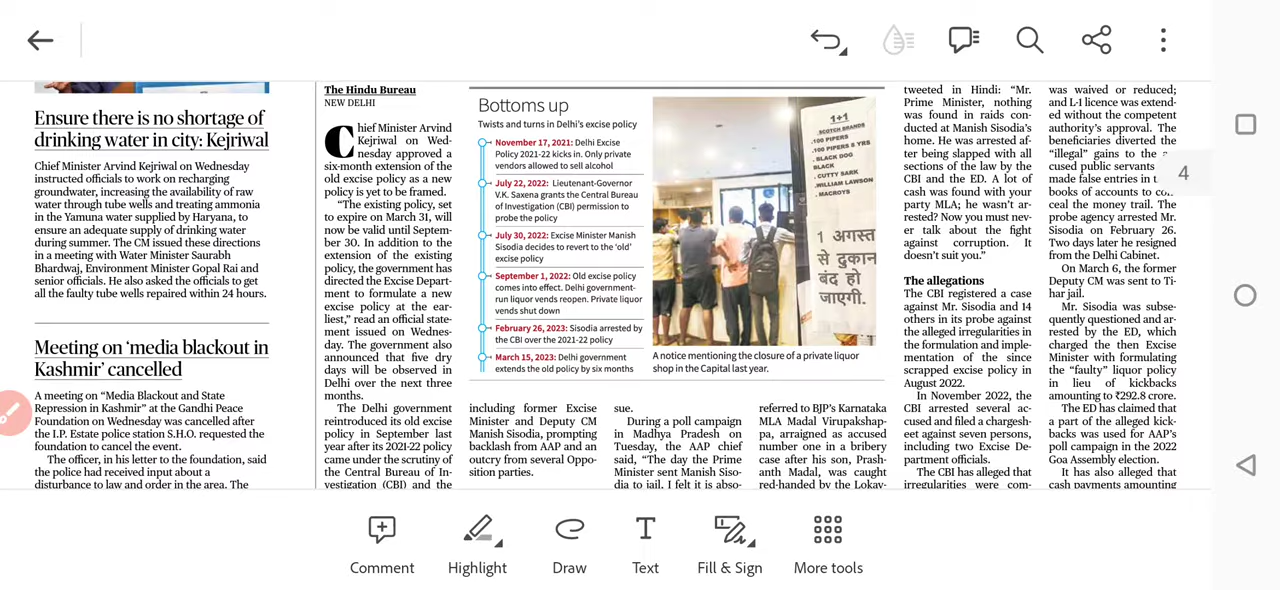 Ensure there is no shortage of
drinking water in city: Kejriwal
Chief Minister Arvind Kejriwal on Wednesday
instructed officials to work on recharging
groundwater, increasing the availability of raw
water through tube wells and treating ammonia
in the Yamuna water supplied by Haryana, to
ensure an adequate supply of drinking water
during summer. The CM issued these directions
in a meeting with Water Minister Saurabh
Bhardwaj, Environment Minister Gopal Rai and
senior officials. He also asked the officials to get
all the faulty tube wells repaired within 24 hours.
Meeting on ‘media blackout in
Kashmir’ cancelled
A meeting on “Media Blackout and State
Repression in Kashmir” at the Gandhi Peace
Foundation on Wednesday was cancelled after
the I.P. Estate police station S.H.O. requested the
foundation to cancel the event.
The officer, in his letter to the foundation, said
the police had received input about a
disturbance to law and order in the area. The
The Hindu Bureau
NEW DELHI
Chief Minister Arvind
Kejriwal on Wed-
nesday approved a
six-month extension of the
old excise policy as a new
policy is yet to be framed.
“The existing policy, set
to expire on March 31, will
now be valid until Septem-
ber 30. In addition to the
extension of the existing
policy, the government has
directed the Excise Depart-
ment to formulate a new
excise policy at the ear-
liest,” read an official state-
ment issued on Wednes-
day. The government also
announced that five dry
days will be observed in
Delhi over the next three
months.
The Delhi government
reintroduced its old excise
policy in September last
year after its 2021-22 policy
came under the scrutiny of
the Central Bureau of In-
vestigation (CBI) and the
Bottoms up
Twists and turns in Delhi’s excise policy
November 17, 2021: Delhi Excise
Policy 2021-22 kicks in. Only private
vendors allowed to sell alcohol
July 22, 2022: Lieutenant-Governor
V.K. Saxena grants the Central Bureau
of Investigation (CBI) permission to
probe the policy
July 30, 2022: Excise Minister Manish
Sisodia decides to revert to the ‘old’
excise policy
September 1, 2022: Old excise policy
comes into effect. Delhi government-
run liquor vends reopen. Private liquor
vends shut down
February 26, 2023: Sisodia arrested by
the CBI over the 2021-22 policy
March 15, 2023: Delhi government
extends the old policy by six months
1+1
SCOTCH BRANDS
.100 PIPERS
.100 PIPERS 8 YRS
. BLACK DOG
. BLACK
. CUTTY SARK
.WILLIAM LAWSON
. MACROYS
1 अगस्त
से दुकान
बंद हो
जाएगी.
A notice mentioning the closure of a private liquor
shop in the Capital last year.
including former Excise
Minister and Deputy CM
Manish Sisodia, prompting
backlash from AAP and an
outcry from several Oppo-
sition parties.
sue.
During a poll campaign
in Madhya Pradesh on
Tuesday, the AAP chief
said, “The day the Prime
Minister sent Manish Siso-
dia to jail, I felt it is abso-
referred to BJP’s Karnataka
MLA Madal Virupakshap-
pa, arraigned as accused
number one in a bribery
case after his son, Prash-
anth Madal, was caught
red-handed by the Lokay-
tweeted in Hindi: “Mr.
Prime Minister, nothing
was found in raids con-
ducted at Manish Sisodia’s
home. He was arrested af-
ter being slapped with all
sections of the law by the
CBI and the ED. A lot of
cash was found with your
party MLA; he wasn’t ar-
rested? Now you must nev-
er talk about the fight
against corruption. It
doesn’t suit you.”
The allegations
The CBI registered a case
against Mr. Sisodia and 14
others in its probe against
the alleged irregularities in
the formulation and imple-
mentation of the since
scrapped excise policy in
August 2022.
In November 2022, the
CBI arrested several ac-
cused and filed a chargesh-
eet against seven persons,
including two Excise De-
partment officials.
The CBI has alleged that
irregularities were com-
was waived or reduced;
and L-1 licence was extend-
ed without the competent
authority’s approval. The
beneficiaries diverted the
“illegal” gains to the
cused public servants
made false entries in
books of accounts to
ceal the money trail. The
probe agency arrested Mr.
Sisodia on February 26.
Two days later he resigned
from the Delhi Cabinet.
On March 6, the former
Deputy CM was sent to Ti-
har jail.
Mr. Sisodia was subse-
quently questioned and ar-
rested by the ED, which
charged the then Excise
Minister with formulating
the “faulty” liquor policy
in lieu of kickbacks
amounting to ₹292.8 crore.
The ED has claimed that
a part of the alleged kick-
backs was used for AAP’s
poll campaign in the 2022
Goa Assembly election.
It has also alleged that
cash payments amounting
4
Comment
Highlight
Draw
Text
Fill & Sign
More tools